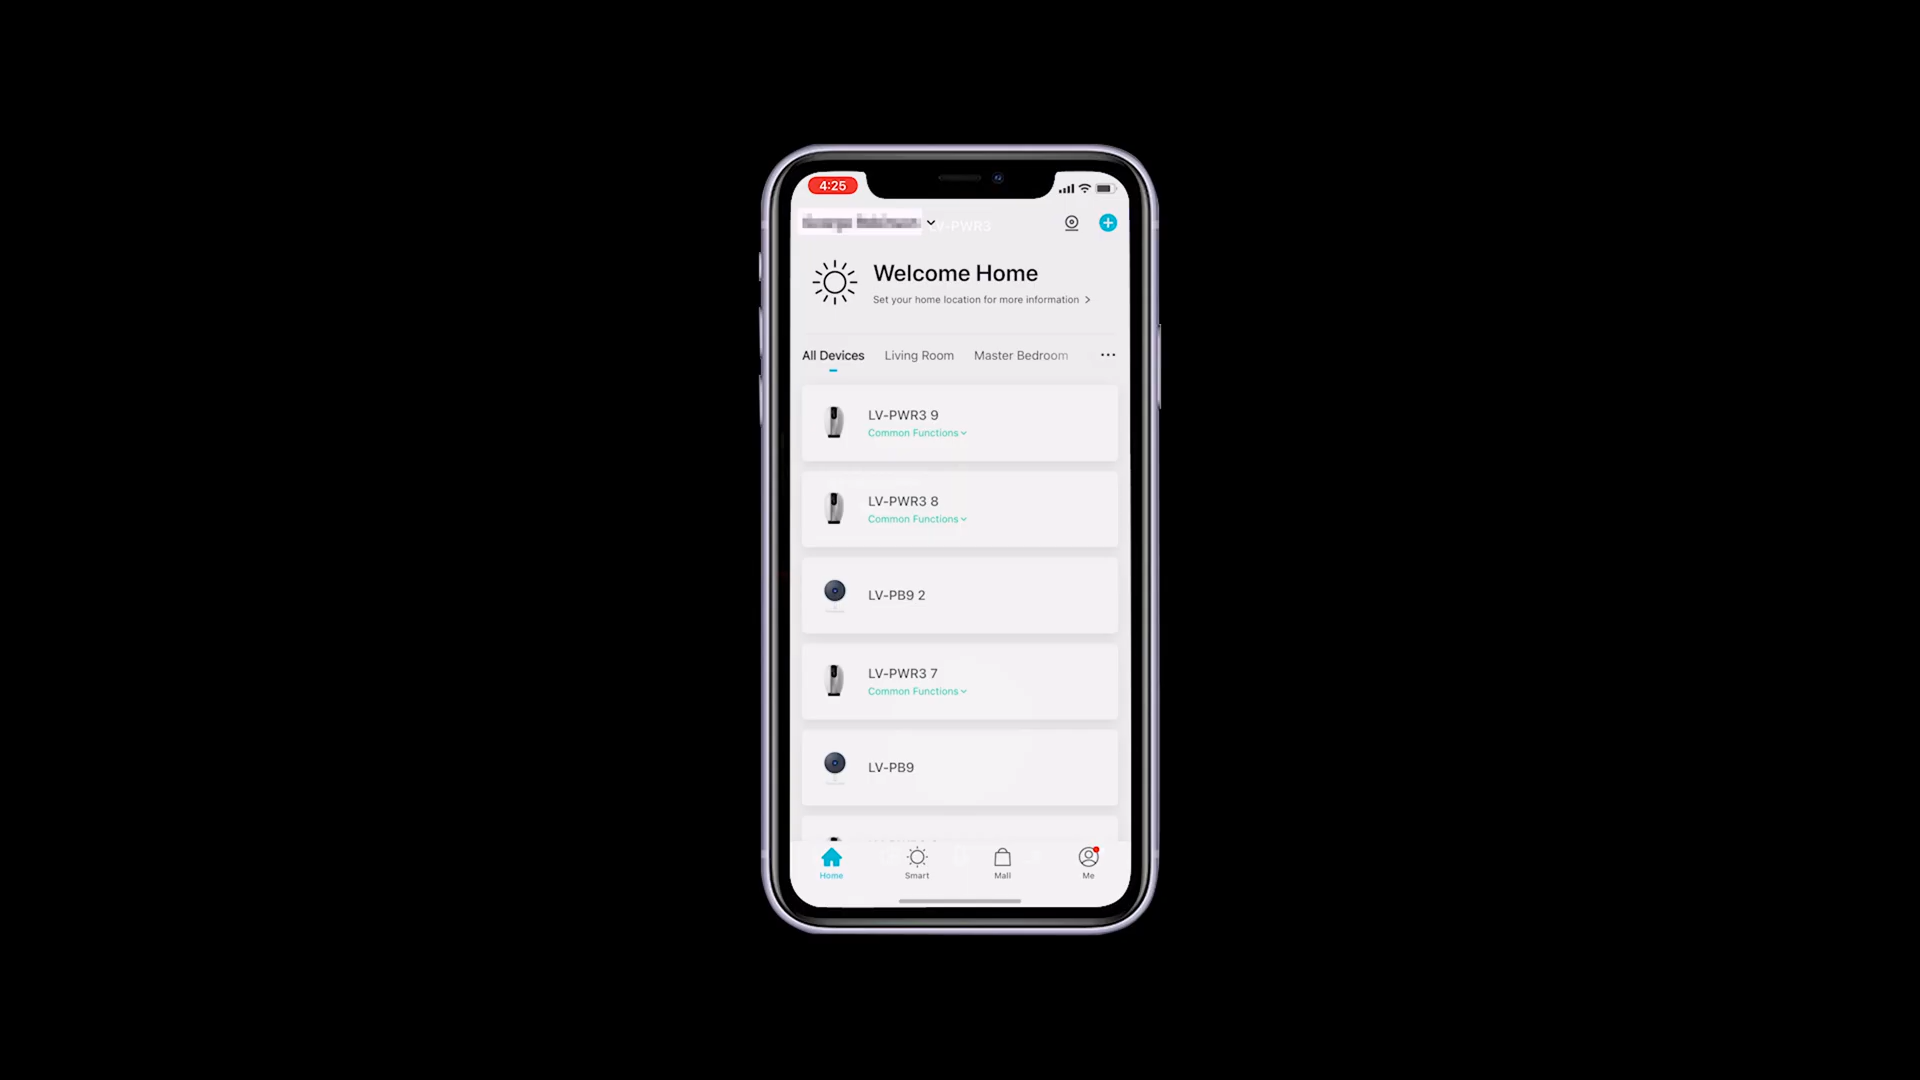 4:25
LV-PWR3
Welcome Home
Set your home location for more information >
All Devices Living Room Master Bedroom ...
LV-PWR3 9
Common Functions
LV-PWR3 8
Common Functions
LV-PB9 2
LV-PWR3 7
Common Functions
LV-PB9
Home Smart Mall Me